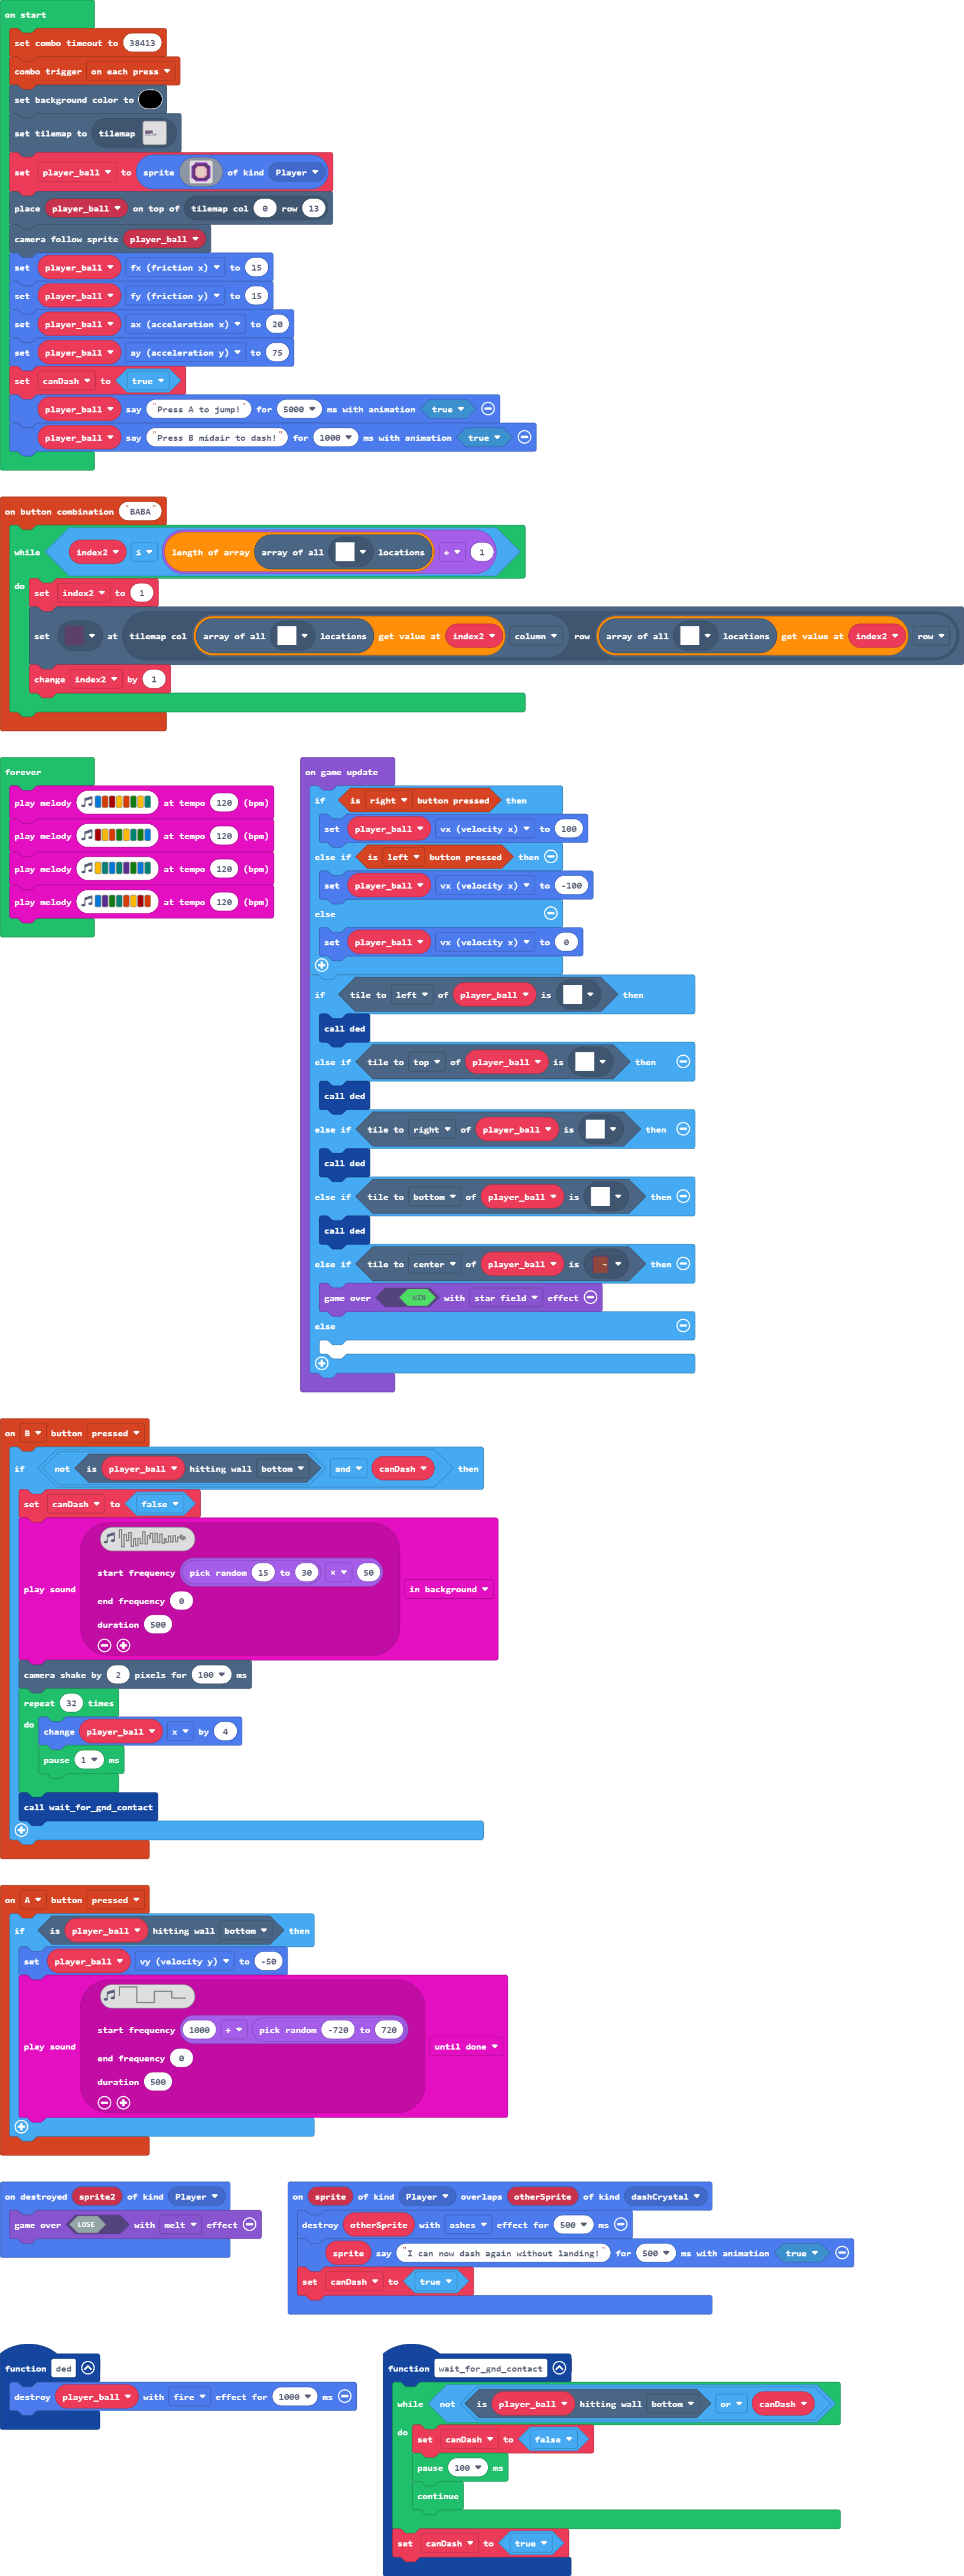 on start
set combo timeout to 38413
combo trigger on each press
set background color to
set tilemap to tilemap
set player_ball to sprite of kind Player
place player_ball on top of tilemap col 0 row 13
camera follow sprite player_ball
set player_ball fx (friction x) to 15
set player_ball fy (friction y) to 15
set player_ball ax (acceleration x) to 20
set player_ball ay (acceleration y) to 75
set canDash to true
player_ball say "Press A to jump!" for 5000 ms with animation true
player_ball say "Press B midair to dash!" for 1000 ms with animation true
on button combination "BABA"
while index2 ≤ length of array array of all locations + 1
do
set index2 to 1
set at tilemap col array of all locations get value at index2 column row array of all locations get value at index2 row
change index2 by 1
forever
play melody at tempo 120 (bpm)
play melody at tempo 120 (bpm)
play melody at tempo 120 (bpm)
play melody at tempo 120 (bpm)
on game update
if is right button pressed then
set player_ball vx (velocity x) to 100
else if is left button pressed then
set player_ball vx (velocity x) to -100
else
set player_ball vx (velocity x) to 0
if tile to left of player_ball is then
call ded
else if tile to top of player_ball is then
call ded
else if tile to right of player_ball is then
call ded
else if tile to bottom of player_ball is then
call ded
else if tile to center of player_ball is then
game over WIN with star field effect
else
on B button pressed
if not is player_ball hitting wall bottom and canDash then
set canDash to false
play sound
start frequency pick random 15 to 30 × 50
end frequency 0
duration 500
in background
camera shake by 2 pixels for 100 ms
repeat 32 times
do
change player_ball x by 4
pause 1 ms
call wait_for_gnd_contact
on A button pressed
if is player_ball hitting wall bottom then
set player_ball vy (velocity y) to -50
play sound
start frequency 1000 + pick random -720 to 720
end frequency 0
duration 500
until done
on destroyed sprite2 of kind Player
game over LOSE with melt effect
on sprite of kind Player overlaps otherSprite of kind dashCrystal
destroy otherSprite with ashes effect for 500 ms
sprite say "I can now dash again without landing!" for 500 ms with animation true
set canDash to true
function ded
destroy player_ball with fire effect for 1000 ms
function wait_for_gnd_contact
while not is player_ball hitting wall bottom or canDash
do
set canDash to false
pause 100 ms
continue
set canDash to true